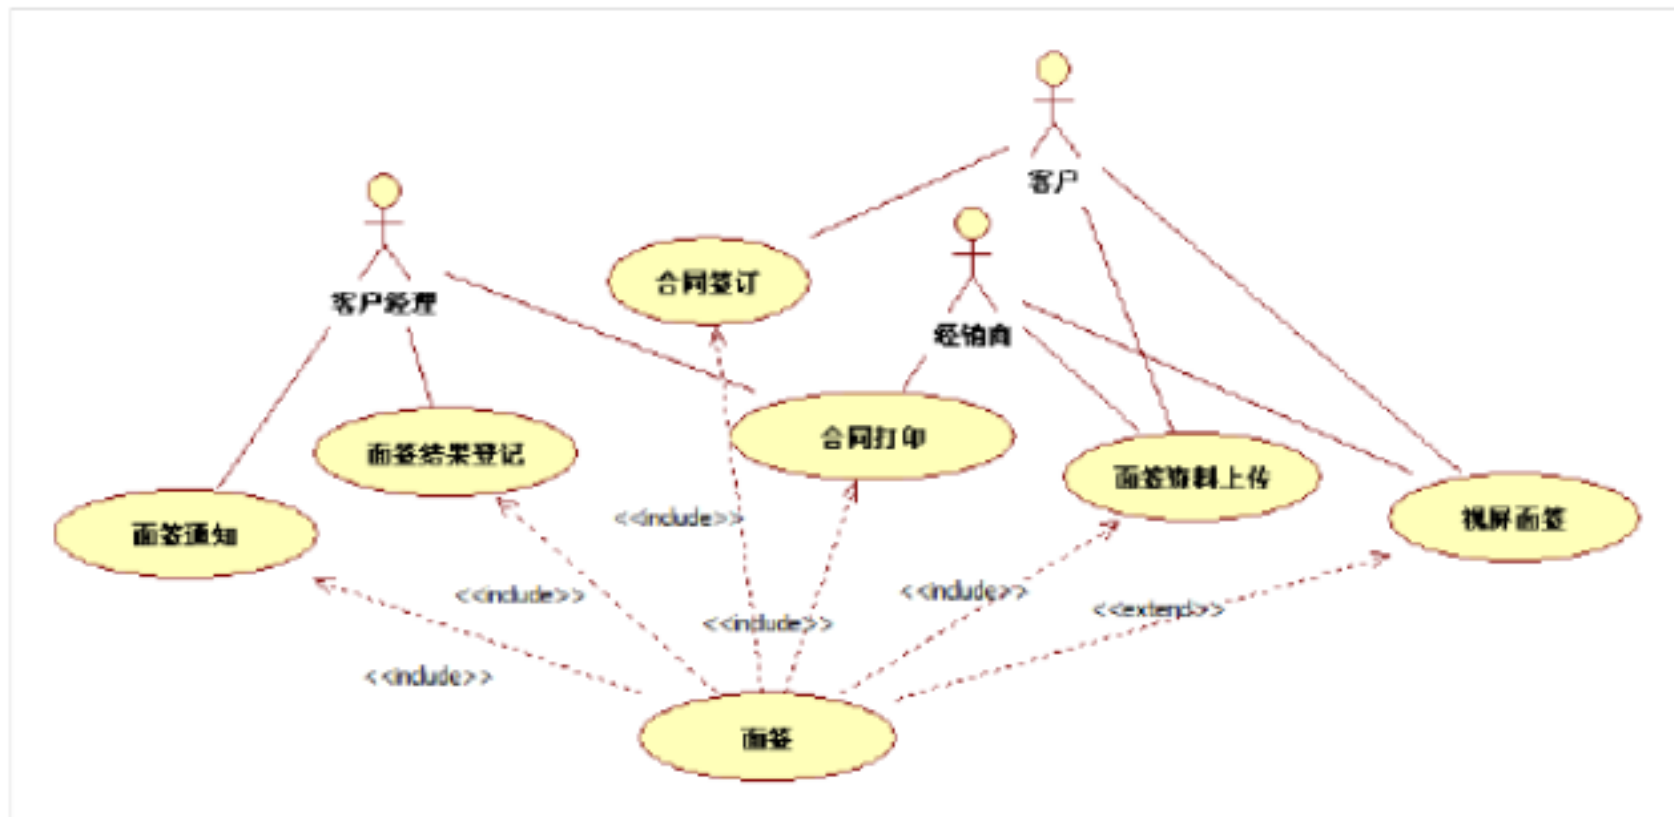 客户
客户经理
合同签订
经销商
面签结果登记
合同打印
面签资料上传
视屏面签
面签通知
<<include>>
<<include>>
<<include>>
<<extend>>
<<include>>
<<include>>
面签